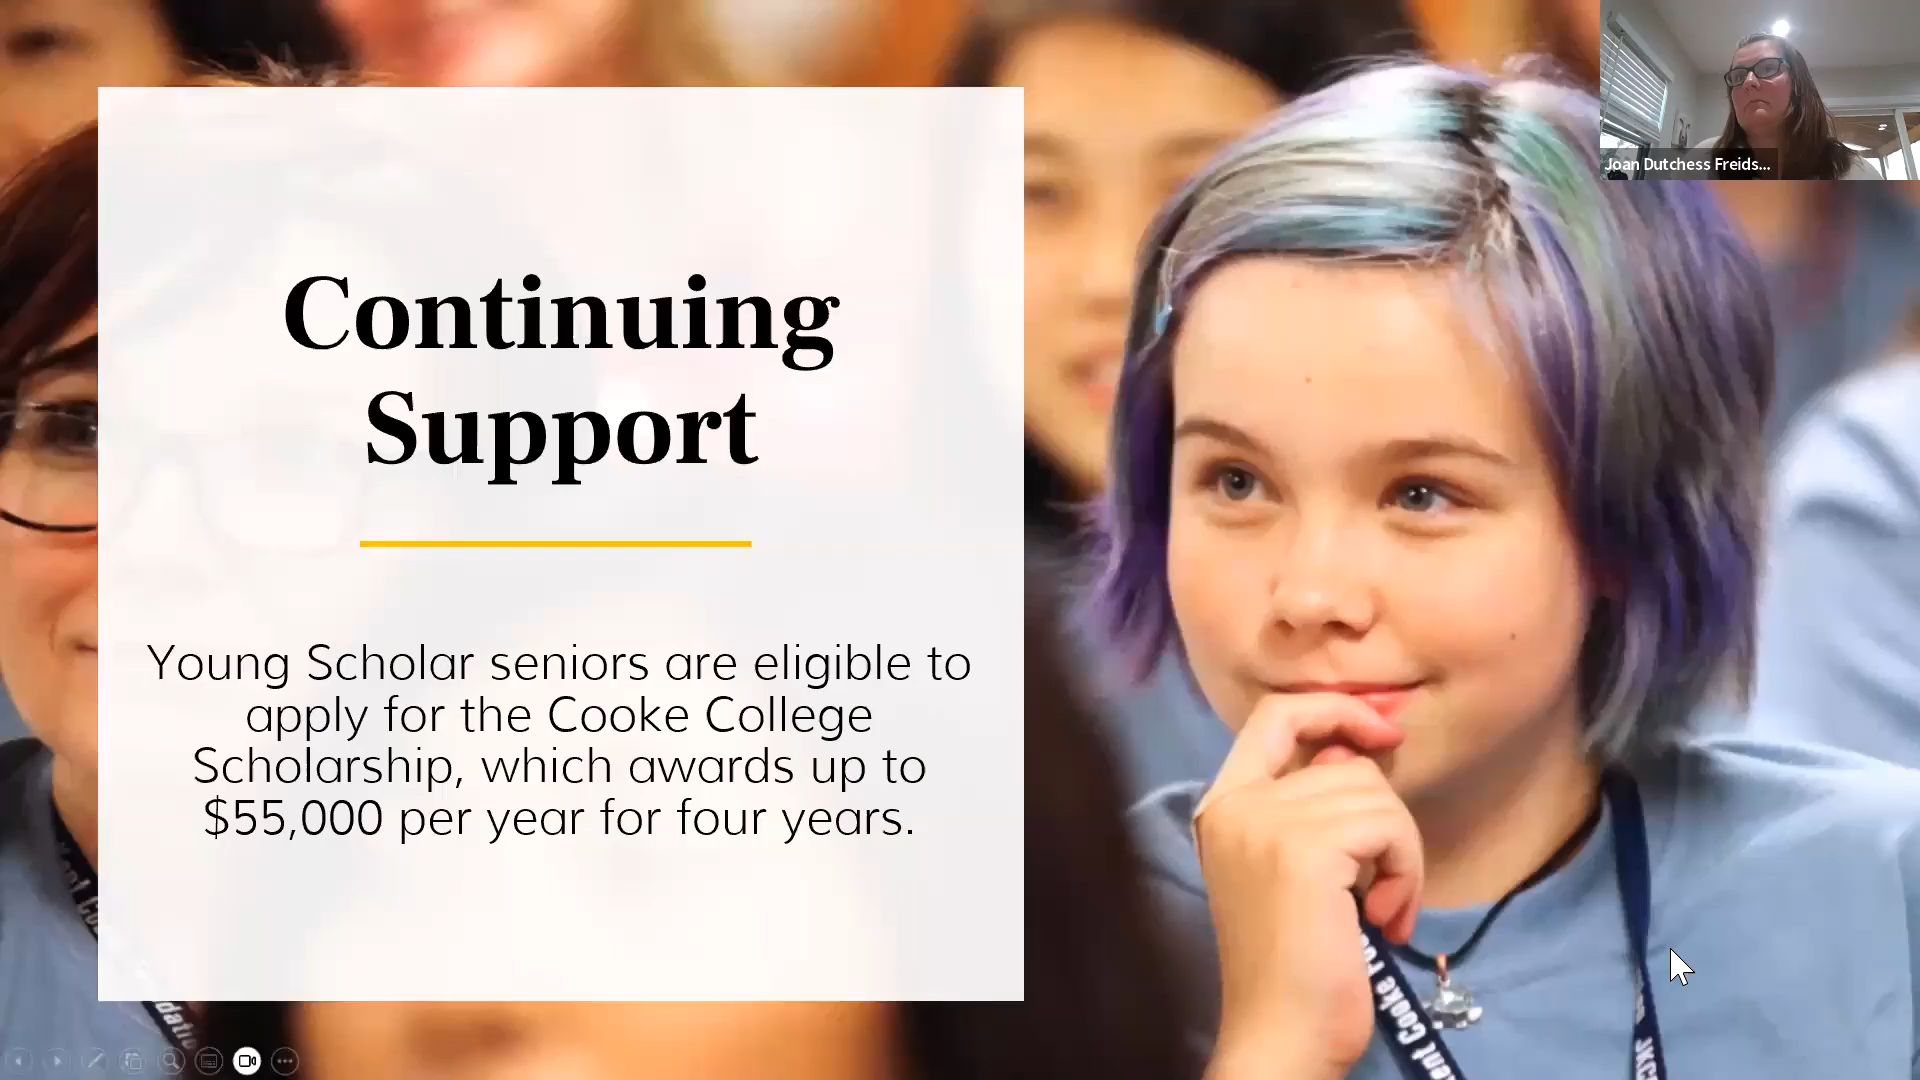 Continuing
Support
Young Scholar seniors are eligible to
apply for the Cooke College
Scholarship, which awards up to
$55,000 per year for four years.
Joan Dutchess Freids...
Cooke